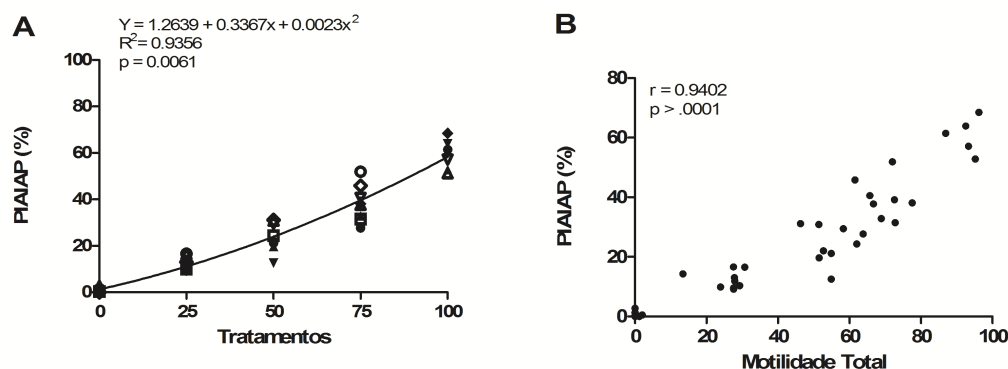 A
Y = 1.2639 + 0.3367x + 0.0023x²
R²= 0.9356
p = 0.0061
PIAIAP (%)
100
80
60
40
20
0
0 25 50 75 100
Tratamentos
B
r = 0.9402
p > .0001
PIAIAP (%)
80
60
40
20
0
0 20 40 60 80 100
Motilidade Total